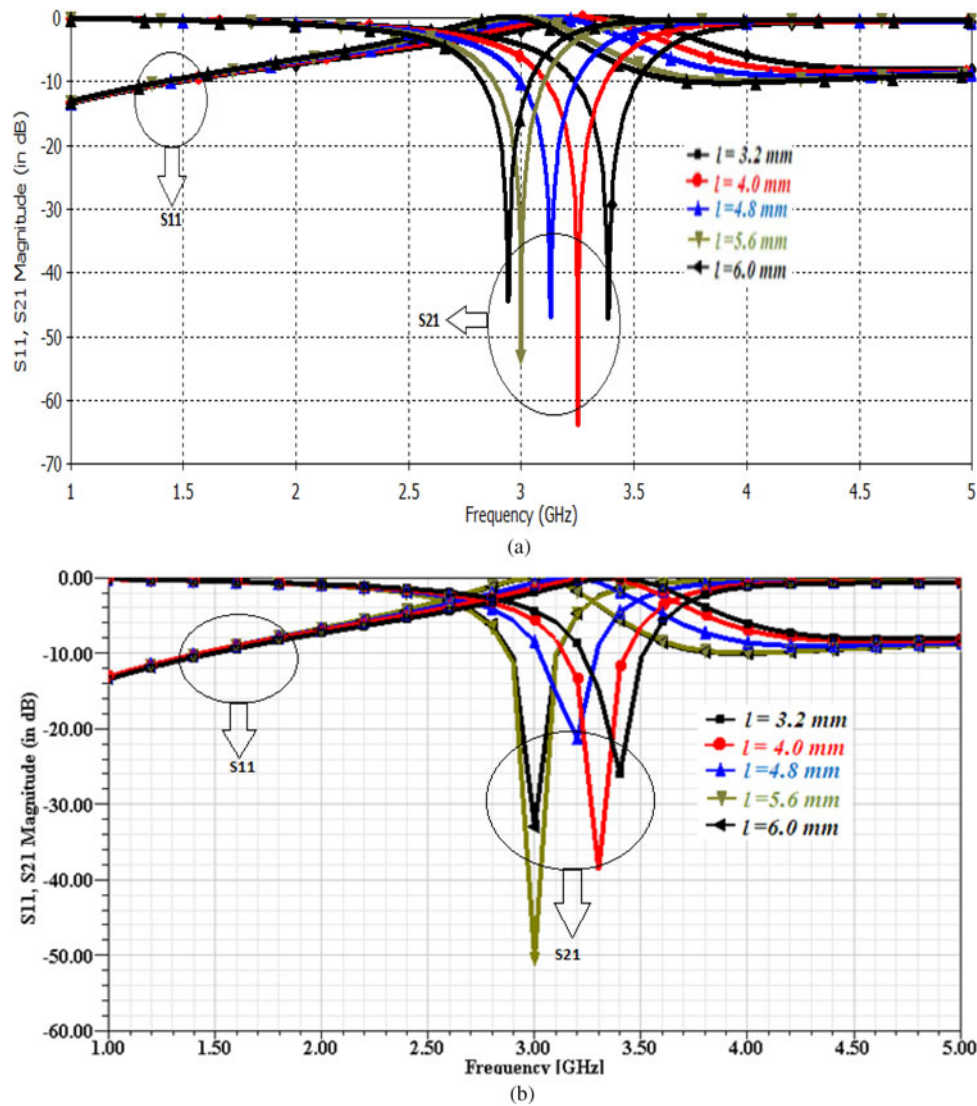 0
-10
-20
-30
-40
-50
-60
-70
S11, S21 Magnitude (in dB)
S11
S21
l = 3.2 mm
l = 4.0 mm
l=4.8 mm
l=5.6 mm
l=6.0 mm
1 1.5 2 2.5 3 3.5 4 4.5 5
Frequency (GHz)
(a)
0.00
-10.00
-20.00
-30.00
-40.00
-50.00
-60.00
S11, S21 Magnitude (in dB)
S11
S21
l = 3.2 mm
l = 4.0 mm
l=4.8 mm
l=5.6 mm
l=6.0 mm
1.00 1.50 2.00 2.50 3.00 3.50 4.00 4.50 5.00
Frequency [GHz]
(b)